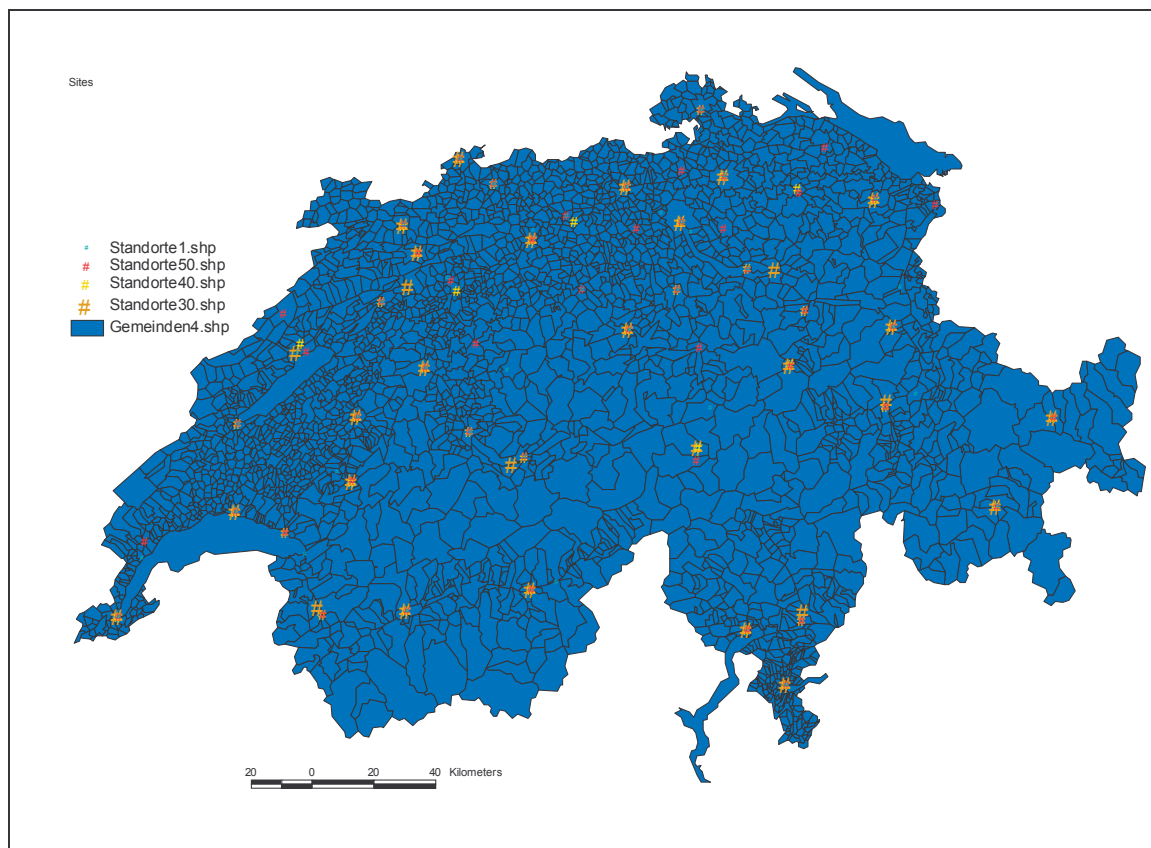 Sites
# Standorte1.shp
# Standorte50.shp
# Standorte40.shp
# Standorte30.shp
Gemeinden4.shp
20 0 20 40 Kilometers